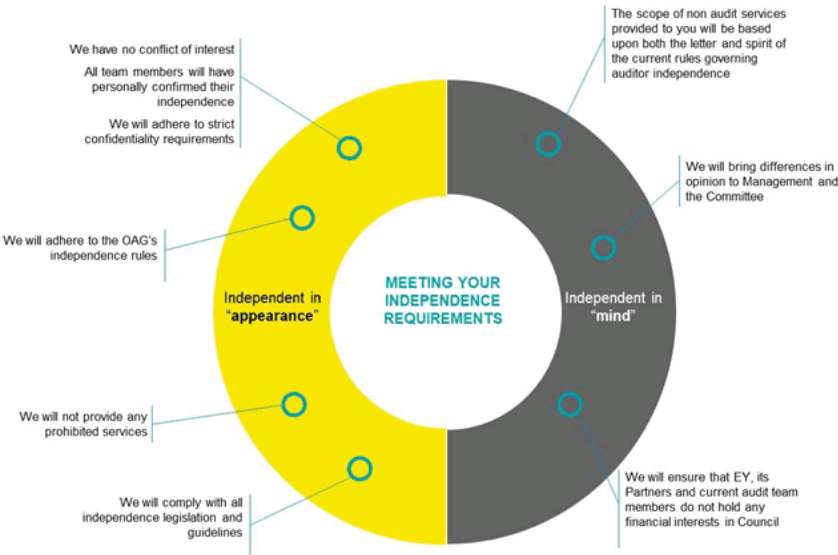 We have no conflict of interest
All team members will have
personally confirmed their
independence
We will adhere to strict
confidentiality requirements
We will adhere to the OAG's
independence rules
Independent in
"appearance"
We will not provide any
prohibited services
We will comply with all
independence legislation and
guidelines
MEETING YOUR
INDEPENDENCE
REQUIREMENTS
The scope of non audit services
provided to you will be based
upon both the letter and spirit of
the current rules governing
auditor independence
We will bring differences in
opinion to Management and
the Committee
Independent in
"mind"
We will ensure that EY, its
Partners and current audit team
members do not hold any
financial interests in Council